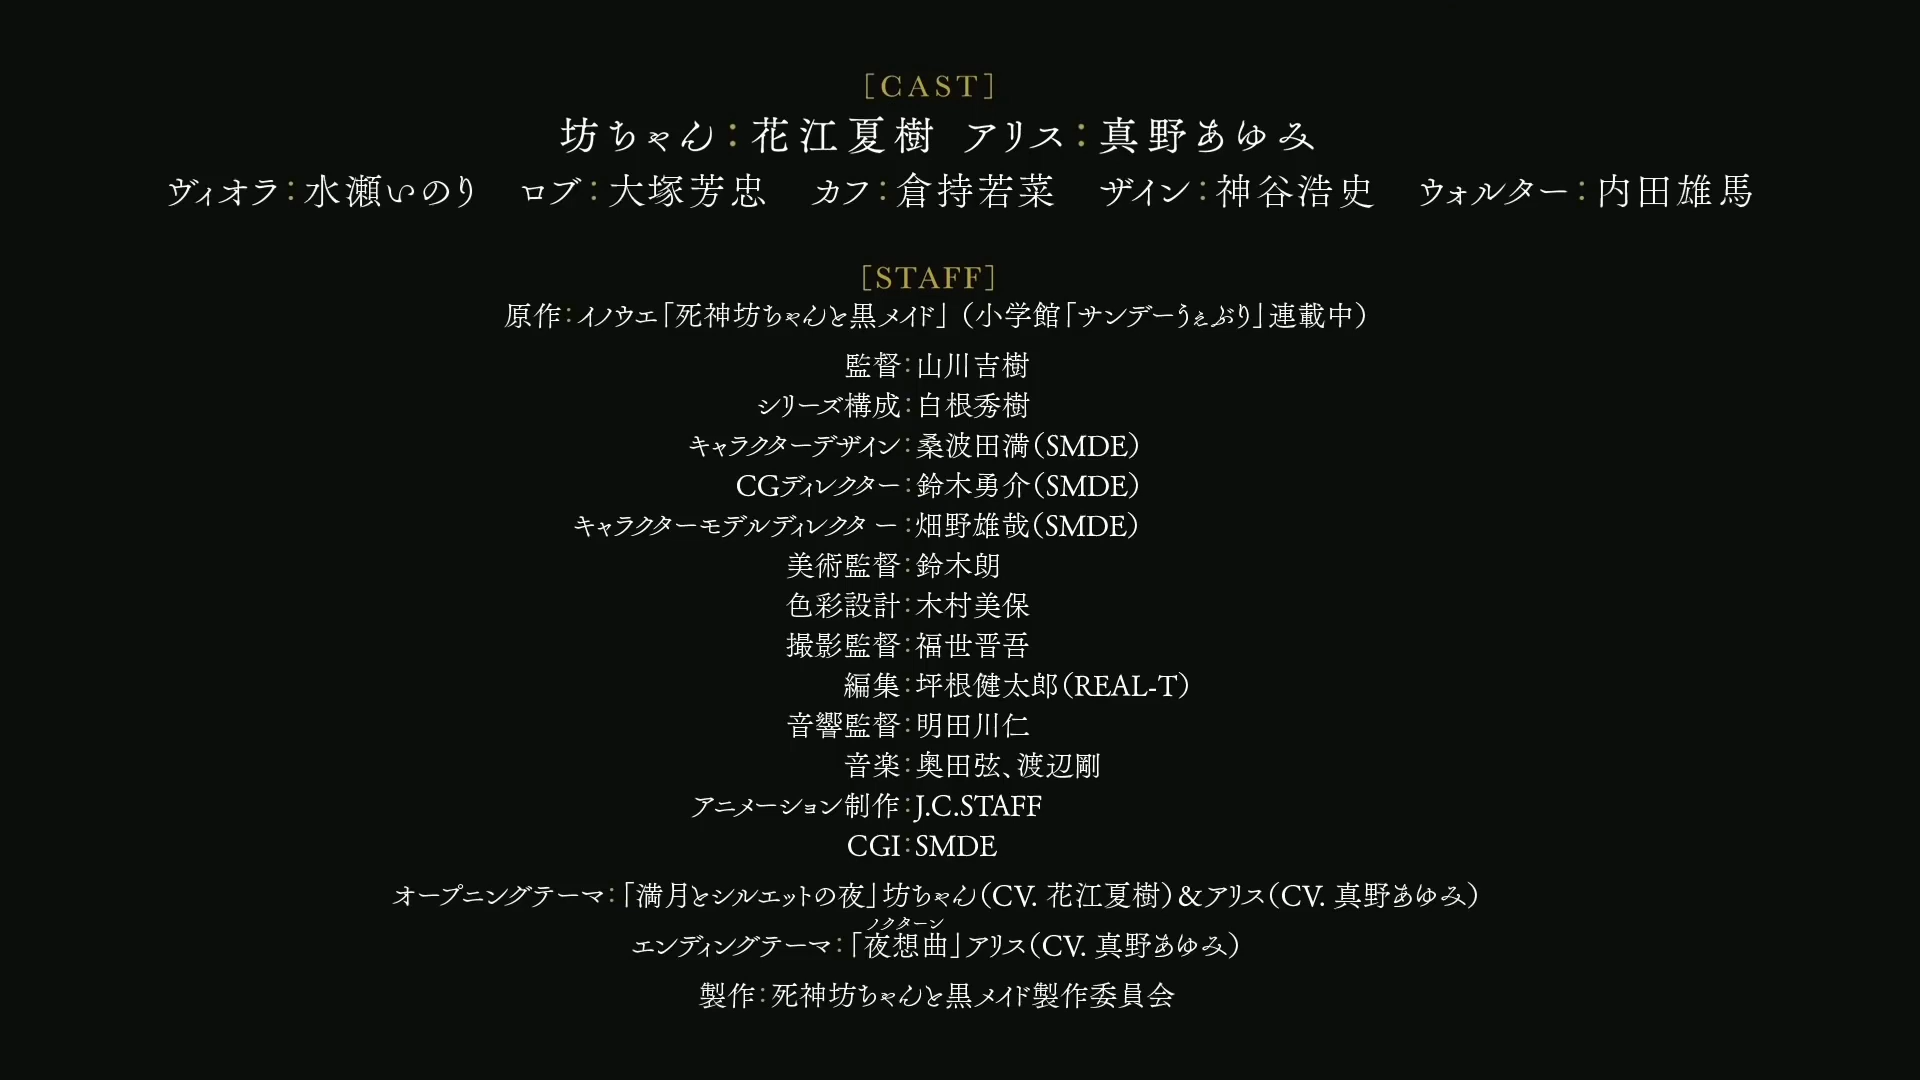 [CAST]
坊ちゃん：花江夏樹 アリス：真野あゆみ
ヴィオラ：水瀬いのり ロブ：大塚芳忠 カフ：倉持若菜 ザイン：神谷浩史 ウォルター：内田雄馬
[STAFF]
原作：イノウエ「死神坊ちゃんと黒メイド」（小学館「サンデーうぇぶり」連載中）
監督：山川吉樹
シリーズ構成：白根秀樹
キャラクターデザイン：桑波田満（SMDE）
CGディレクター：鈴木勇介（SMDE）
キャラクターモデルディレクター：畑野雄哉（SMDE）
美術監督：鈴木朗
色彩設計：木村美保
撮影監督：福世晋吾
編集：坪根健太郎（REAL-T）
音響監督：明田川仁
音楽：奥田弦、渡辺剛
アニメーション制作：J.C.STAFF
CGI：SMDE
オープニングテーマ：「満月とシルエットの夜」坊ちゃん（CV. 花江夏樹）＆アリス（CV. 真野あゆみ）
ノクターン
エンディングテーマ：「夜想曲」アリス（CV. 真野あゆみ）
製作：死神坊ちゃんと黒メイド製作委員会